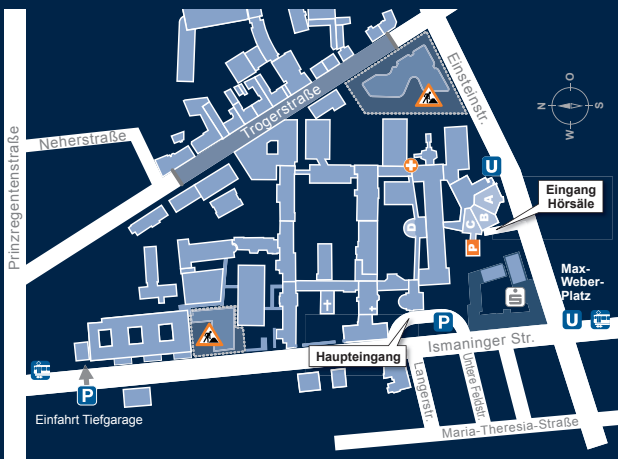 Prinzregentenstraße
Neherstraße
Trogerstraße
Einsteinstr.
O
N
S
W
U
Eingang
Hörsäle
A
B
C
D
P
Max-
Weber-
Platz
U
P
Haupteingang
Ismaninger Str.
Langerstr.
Untere Feldstr.
Maria-Theresia-Straße
P
Einfahrt Tiefgarage